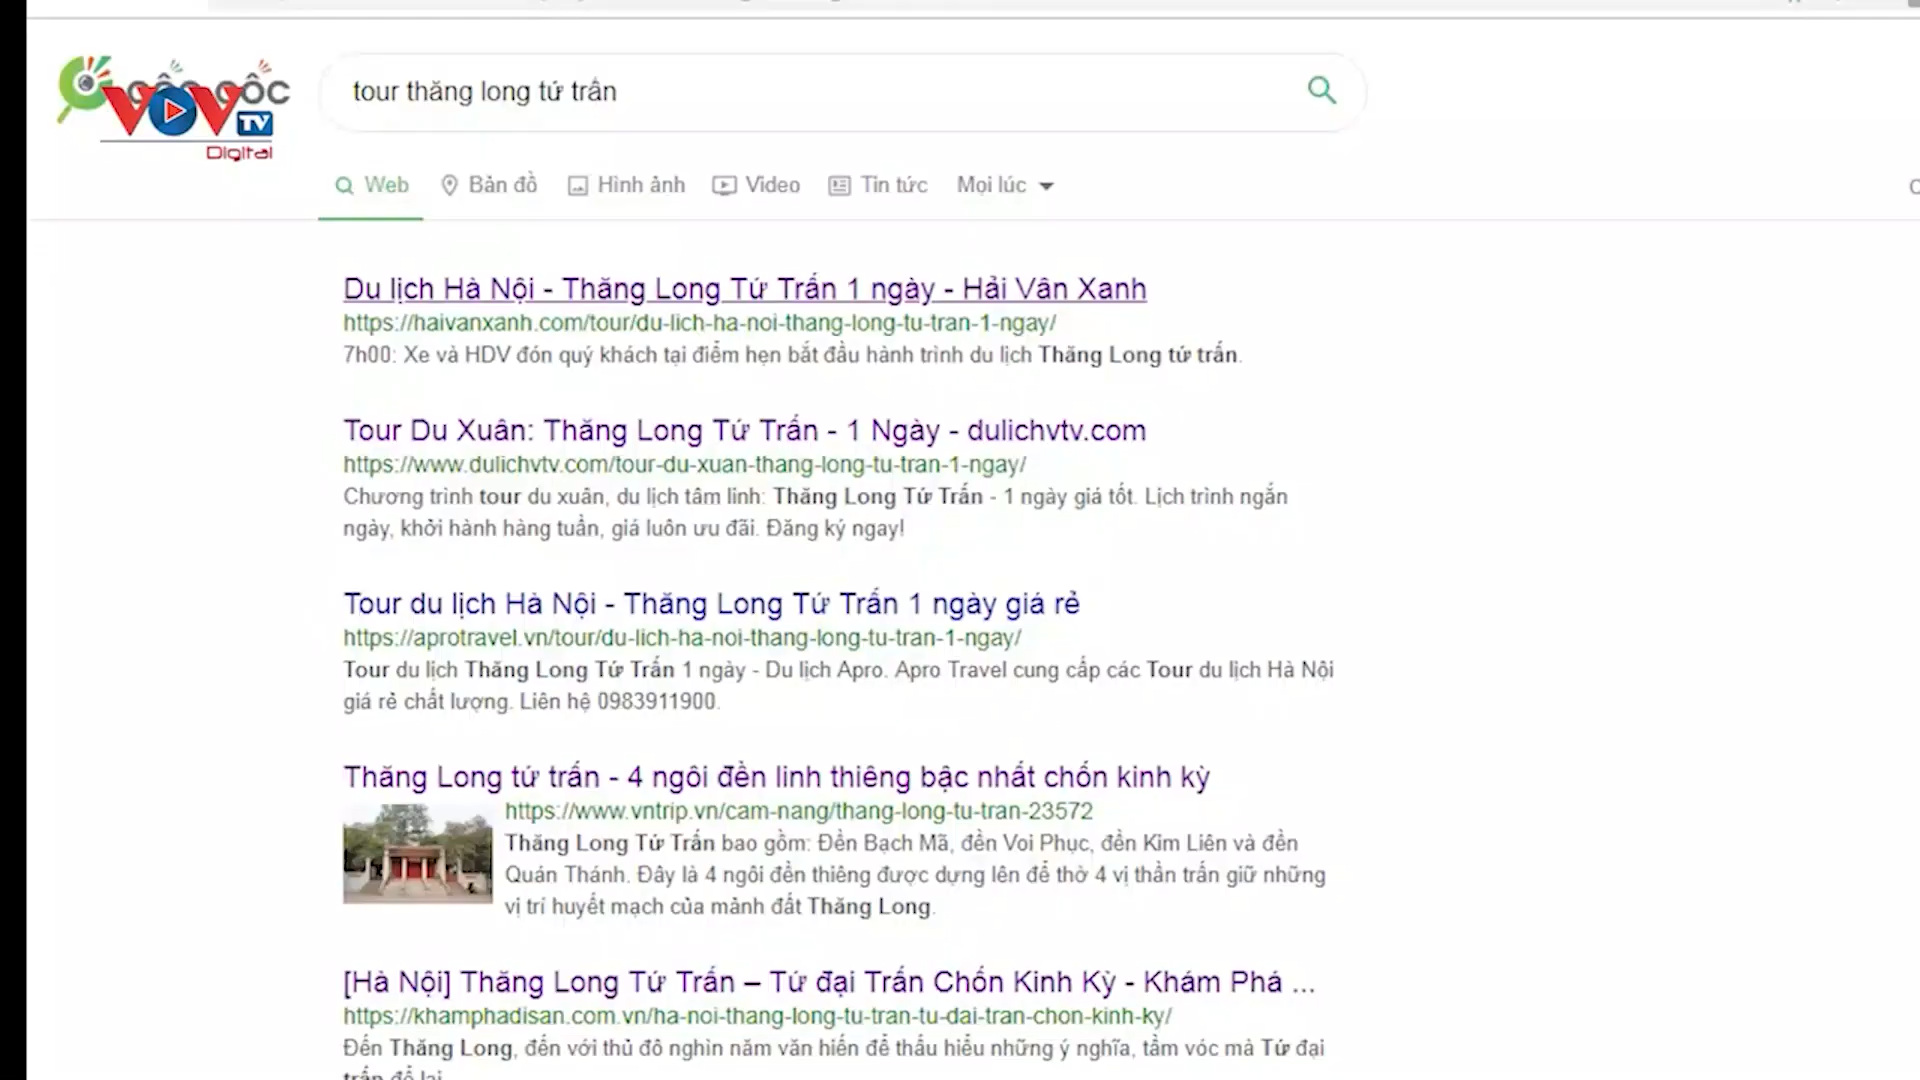 VOV TV
Digital
tour thăng long tứ trấn
Web Bản đồ Hình ảnh Video Tin tức Mọi lúc
Du lịch Hà Nội - Thăng Long Tứ Trấn 1 ngày - Hải Vân Xanh
https://haivanxanh.com/tour/du-lich-ha-noi-thang-long-tu-tran-1-ngay/
7h00: Xe và HDV đón quý khách tại điểm hẹn bắt đầu hành trình du lịch Thăng Long tứ trấn.
Tour Du Xuân: Thăng Long Tứ Trấn - 1 Ngày - dulichvtv.com
https://www.dulichvtv.com/tour-du-xuan-thang-long-tu-tran-1-ngay/
Chương trình tour du xuân, du lịch tâm linh: Thăng Long Tứ Trấn - 1 ngày giá tốt. Lịch trình ngắn
ngày, khởi hành hàng tuần, giá luôn ưu đãi. Đăng ký ngay!
Tour du lịch Hà Nội - Thăng Long Tứ Trấn 1 ngày giá rẻ
https://aprotravel.vn/tour/du-lich-ha-noi-thang-long-tu-tran-1-ngay/
Tour du lịch Thăng Long Tứ Trấn 1 ngày - Du lịch Apro. Apro Travel cung cấp các Tour du lịch Hà Nội
giá rẻ chất lượng. Liên hệ 0983911900.
Thăng Long tứ trấn - 4 ngôi đền linh thiêng bậc nhất chốn kinh kỳ
https://www.vntrip.vn/cam-nang/thang-long-tu-tran-23572
Thăng Long Tứ Trấn bao gồm: Đền Bạch Mã, đền Voi Phục, đền Kim Liên và đền
Quán Thánh. Đây là 4 ngôi đền thiêng được dựng lên để thờ 4 vị thần trấn giữ những
vị trí huyết mạch của mảnh đất Thăng Long.
[Hà Nội] Thăng Long Tứ Trấn – Tứ đại Trấn Chốn Kinh Kỳ - Khám Phá ...
https://khamphadisan.com.vn/ha-noi-thang-long-tu-tran-tu-dai-tran-chon-kinh-ky/
Đến Thăng Long, đến với thủ đô nghìn năm văn hiến để thấu hiểu những ý nghĩa, tầm vóc mà Tứ đại
trấn để lại